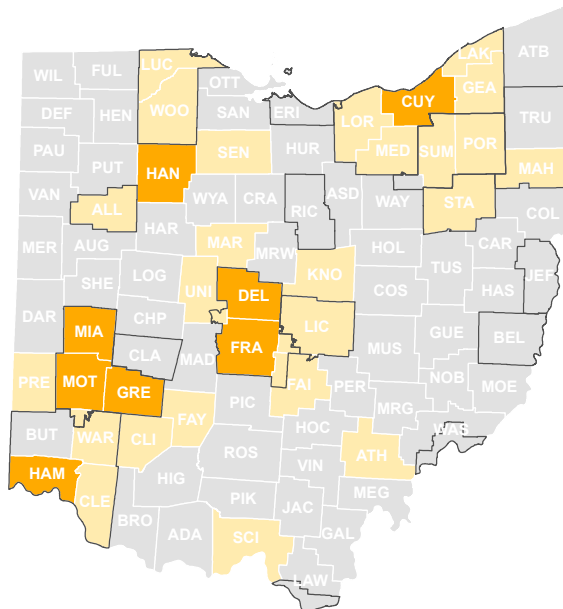 LAK
ATB
LUC
FUL
WIL
OTT
GEA
CUY
WOO
DEF
HEN
SAN
ERI
LOR
TRU
PAU
PUT
HAN
SEN
HUR
MED
SUM
POR
MAH
VAN
ALL
WYA
CRA
RIC
ASD
WAY
STA
COL
HAR
MER
AUG
MAR
MRW
HOL
CAR
TUS
LOG
SHE
UNI
DEL
KNO
COS
HAS
JEF
DAR
MIA
CHP
LIC
GUE
BEL
FRA
MUS
CLA
MAD
PRE
MOT
GRE
FAI
PER
NOB
MOE
FAY
PIC
MRG
BUT
WAR
CLI
HOC
WAS
ROS
ATH
VIN
HAM
HIG
CLE
PIK
MEG
JAC
BRO
ADA
SCI
GAL
LAW